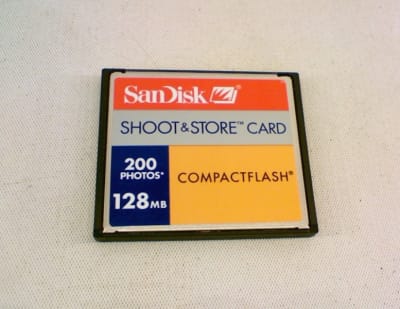 SanDisk
SHOOT&STORE™ CARD
200
PHOTOS*
128MB
COMPACTFLASH®